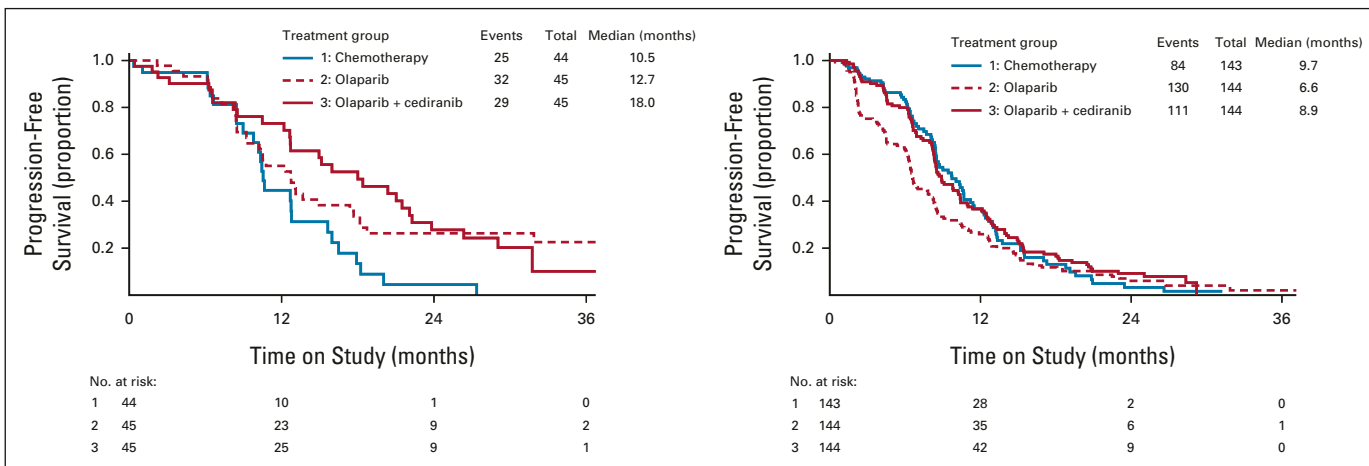 Treatment group Events Total Median (months)
1: Chemotherapy 25 44 10.5
2: Olaparib 32 45 12.7
3: Olaparib + cediranib 29 45 18.0
Progression-Free
Survival (proportion)
1.0
0.8
0.6
0.4
0.2
0 12 24 36
Time on Study (months)
No. at risk:
1 44 10 1 0
2 45 23 9 2
3 45 25 9 1
Treatment group Events Total Median (months)
1: Chemotherapy 84 143 9.7
2: Olaparib 130 144 6.6
3: Olaparib + cediranib 111 144 8.9
Progression-Free
Survival (proportion)
1.0
0.8
0.6
0.4
0.2
0 12 24 36
Time on Study (months)
No. at risk:
1 143 28 2 0
2 144 35 6 1
3 144 42 9 0